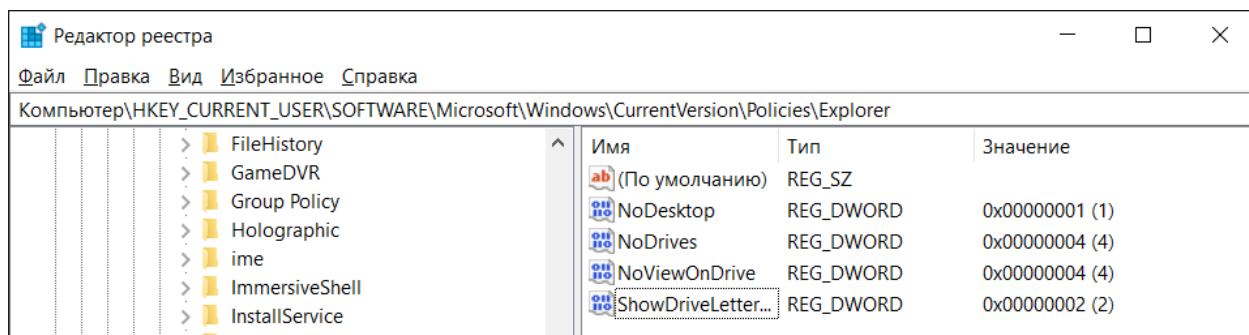 Редактор реестра
Файл Правка Вид Избранное Справка
Компьютер\HKEY_CURRENT_USER\SOFTWARE\Microsoft\Windows\CurrentVersion\Policies\Explorer
FileHistory
GameDVR
Group Policy
Holographic
ime
ImmersiveShell
InstallService
Имя Тип Значение
(По умолчанию) REG_SZ
NoDesktop REG_DWORD 0x00000001 (1)
NoDrives REG_DWORD 0x00000004 (4)
NoViewOnDrive REG_DWORD 0x00000004 (4)
ShowDriveLetter... REG_DWORD 0x00000002 (2)